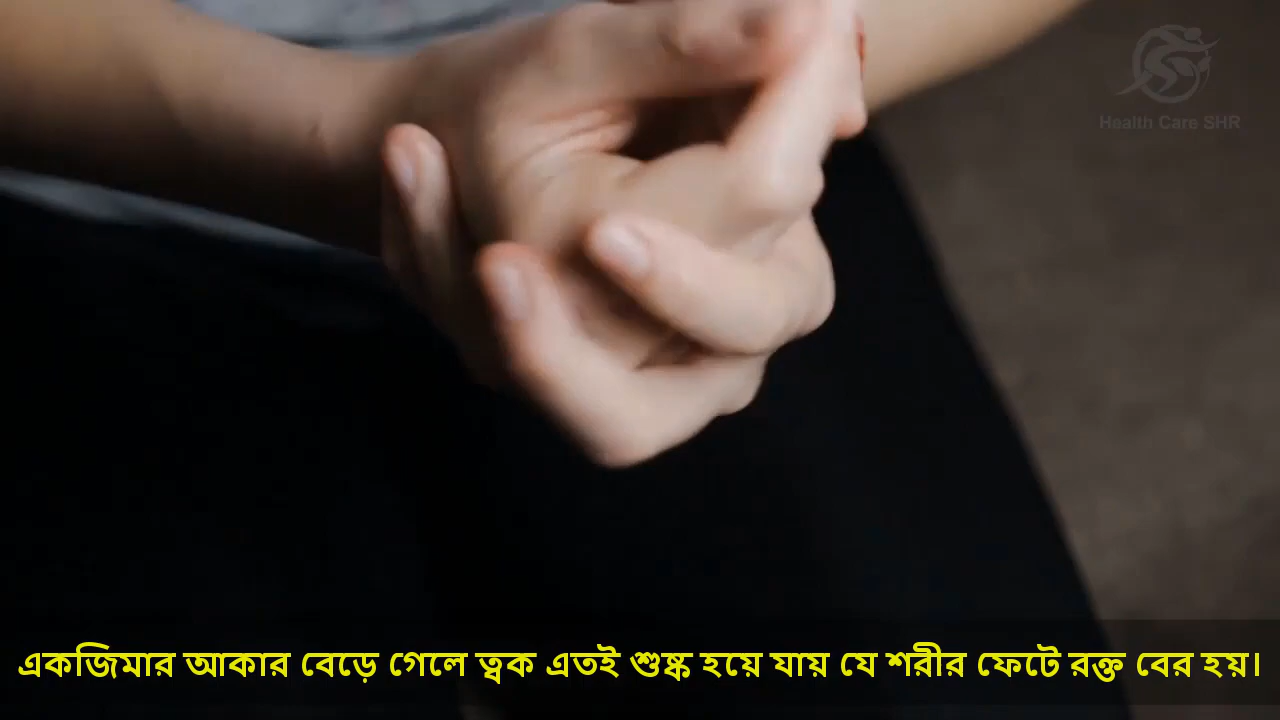 Health Care SHR
একজিমার আকার বেড়ে গেলে ত্বক এতই শুষ্ক হয়ে যায় যে শরীর ফেটে রক্ত বের হয়।